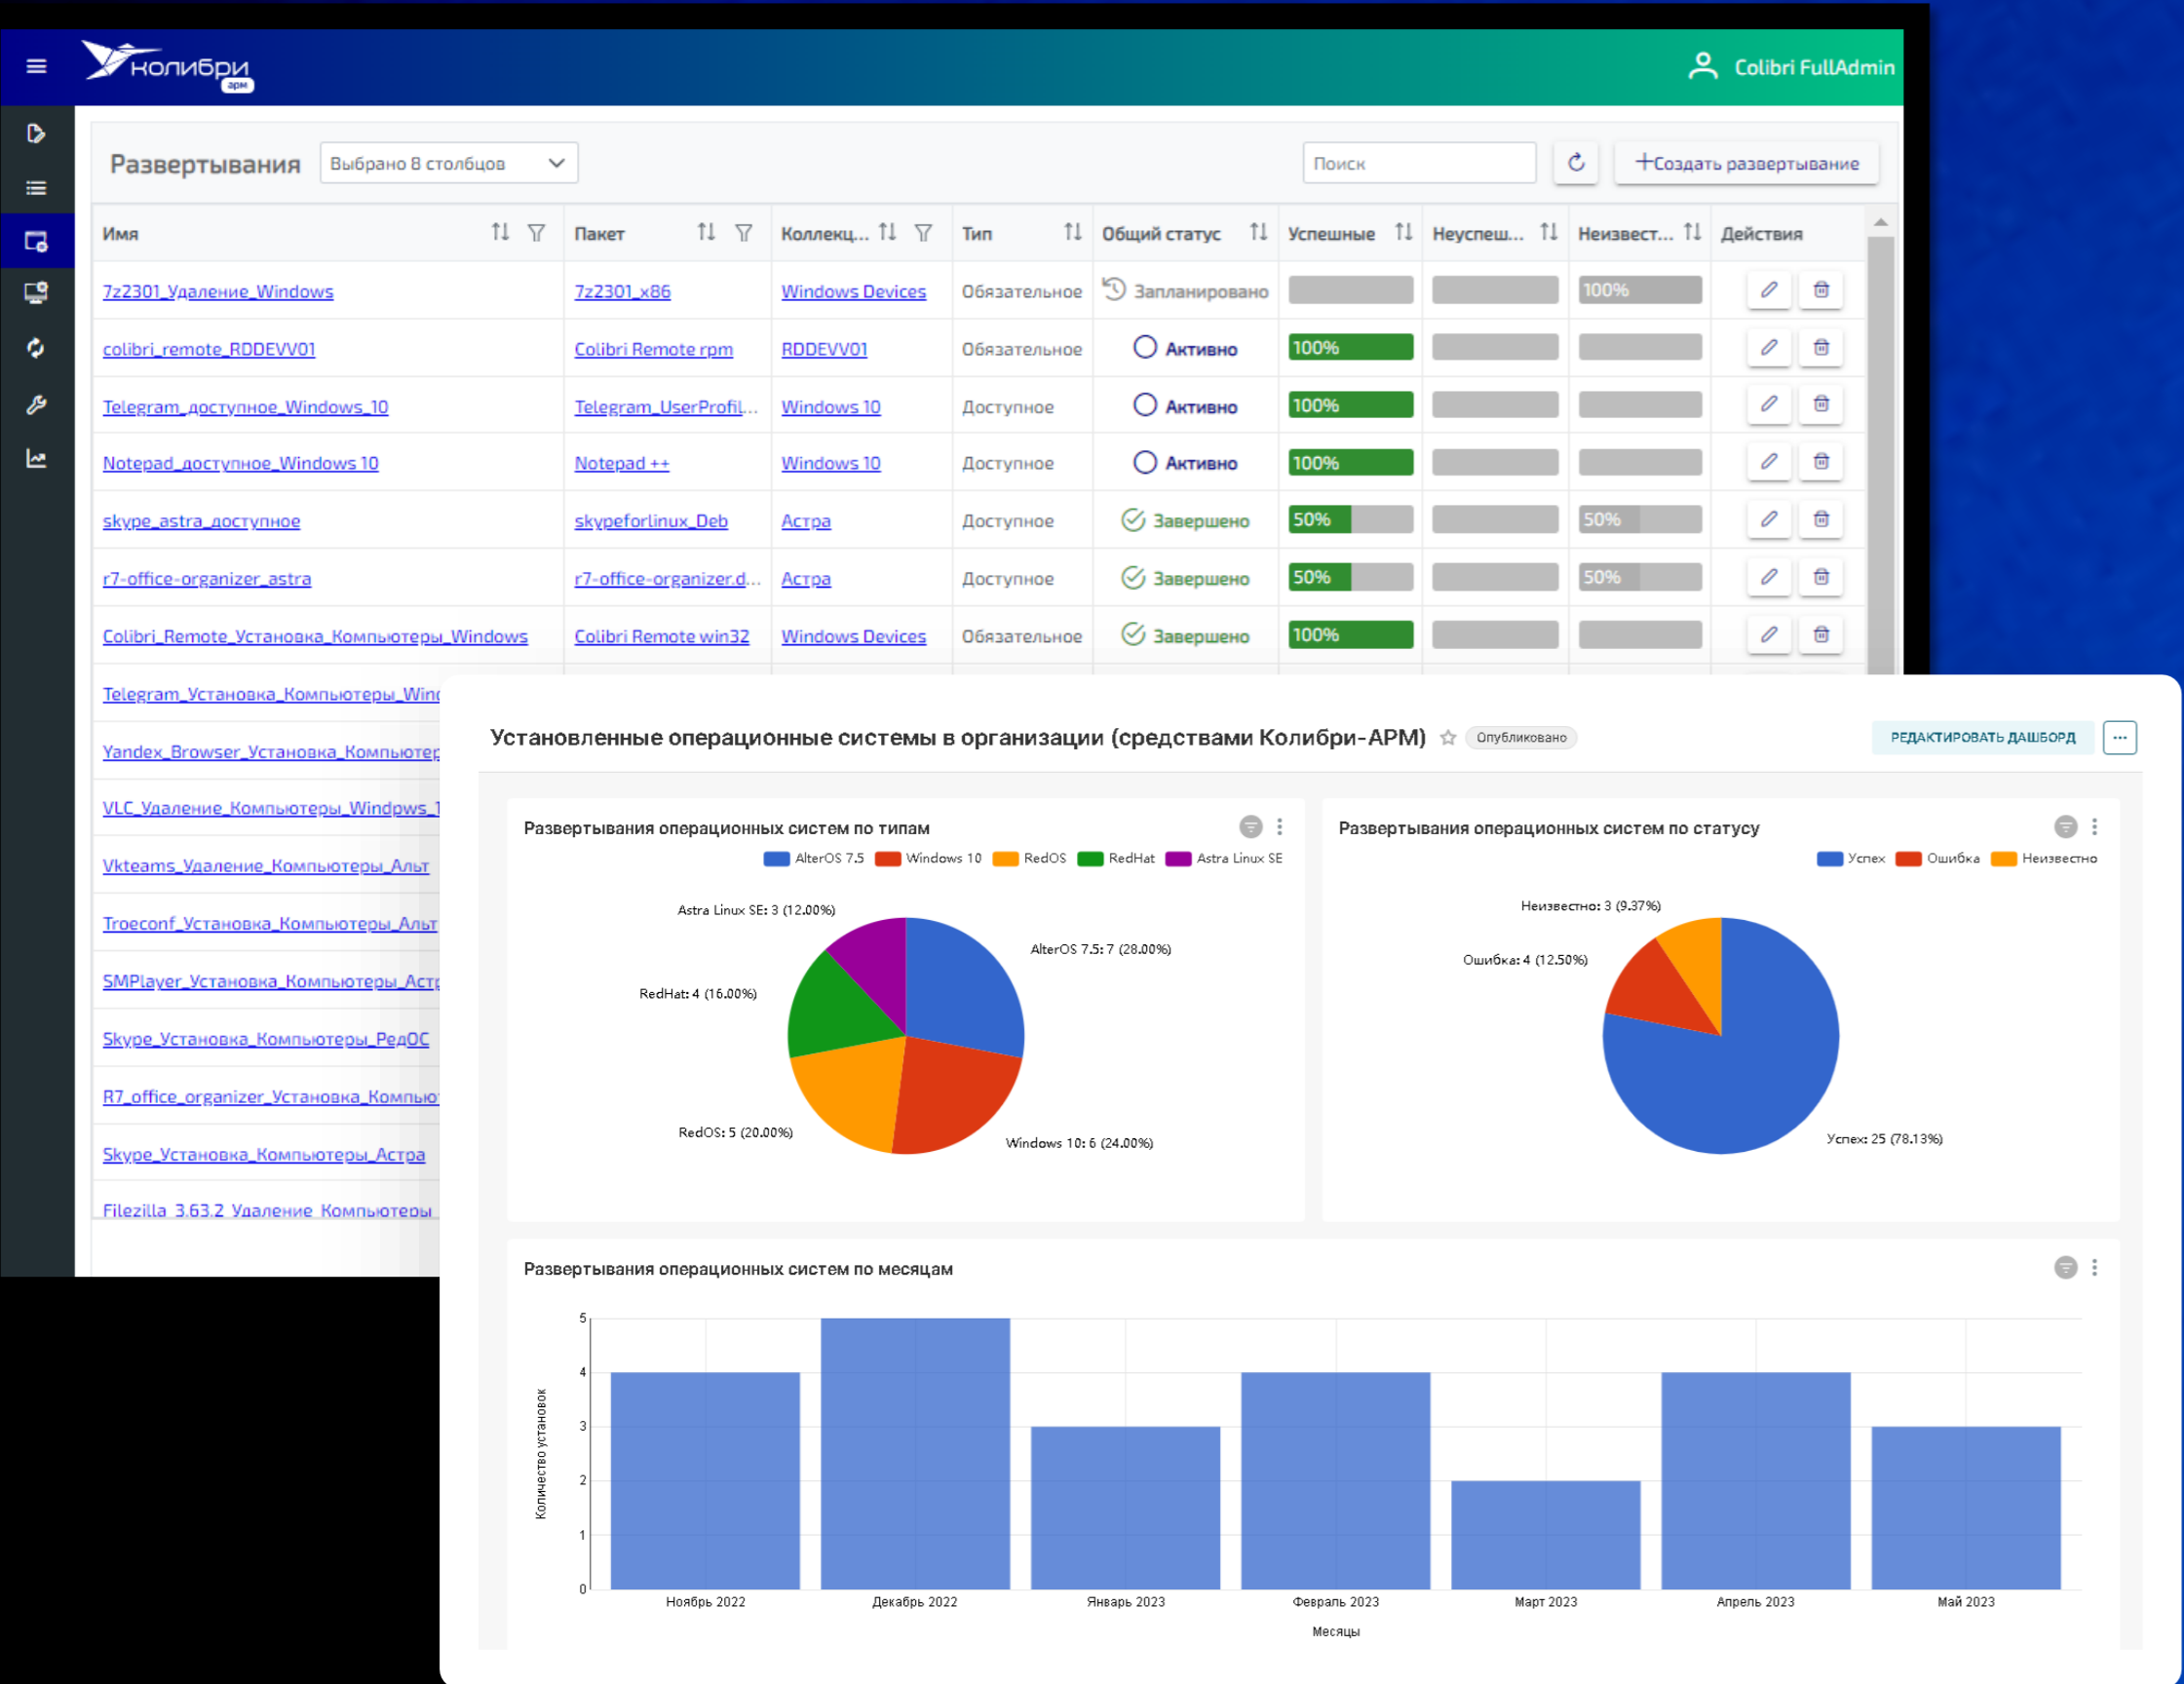 колибри
арм
Colibri FullAdmin
Развертывания
Выбрано 8 столбцов
Поиск
+Создать развертывание
Имя Пакет Коллекц... Тип Общий статус Успешные Неуспеш... Неизвест... Действия
7z2301_Удаление_Windows 7z2301_x86 Windows Devices Обязательное Запланировано 100%
colibri_remote_RDDEVV01 Colibri Remote rpm RDDEVV01 Обязательное Активно 100%
Telegram_доступное_Windows_10 Telegram_UserProfil... Windows 10 Доступное Активно 100%
Notepad_доступное_Windows 10 Notepad ++ Windows 10 Доступное Активно 100%
skype_astra_доступное skypeforlinux_Deb Астра Доступное Завершено 50% 50%
r7-office-organizer_astra r7-office-organizer.d... Астра Доступное Завершено 50% 50%
Colibri_Remote_Установка_Компьютеры_Windows Colibri Remote win32 Windows Devices Обязательное Завершено 100%
Telegram_Установка_Компьютеры_Wind
Yandex_Browser_Установка_Компьютер
VLC_Удаление_Компьютеры_Windpws_1
Vkteams_Удаление_Компьютеры_Альт
Troeconf_Установка_Компьютеры_Альт
SMPlayer_Установка_Компьютеры_Астр
Skype_Установка_Компьютеры_РедОС
R7_office_organizer_Установка_Компью
Skype_Установка_Компьютеры_Астра
Filezilla_3.63.2_Удаление_Компьютеры
Установленные операционные системы в организации (средствами Колибри-АРМ)
Опубликовано
РЕДАКТИРОВАТЬ ДАШБОРД
...
Развертывания операционных систем по типам
AlterOS 7.5 Windows 10 RedOS RedHat Astra Linux SE
Astra Linux SE: 3 (12.00%)
AlterOS 7.5: 7 (28.00%)
RedHat: 4 (16.00%)
RedOS: 5 (20.00%)
Windows 10: 6 (24.00%)
Развертывания операционных систем по статусу
Успех Ошибка Неизвестно
Неизвестно: 3 (9.37%)
Ошибка: 4 (12.50%)
Успех: 25 (78.13%)
Развертывания операционных систем по месяцам
Количество установок
5
4
3
2
1
0
Ноябрь 2022 Декабрь 2022 Январь 2023 Февраль 2023 Март 2023 Апрель 2023 Май 2023
Месяцы